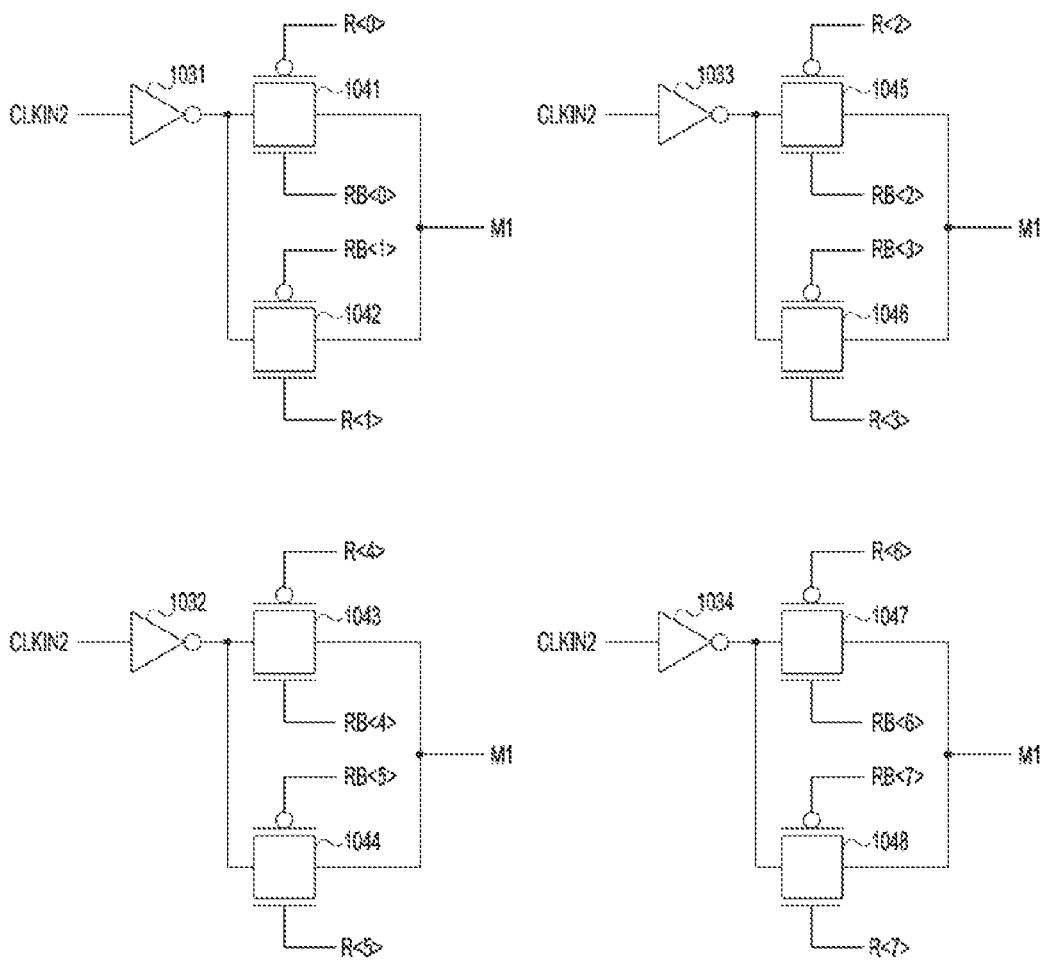 R<0>
1031
1041
CLKIN2
RB<0>
M1
RB<1>
1042
R<1>
R<2>
1033
1045
CLKIN2
RB<2>
M1
RB<3>
1046
R<3>
R<4>
1032
1043
CLKIN2
RB<4>
M1
RB<5>
1044
R<5>
R<6>
1034
1047
CLKIN2
RB<6>
M1
RB<7>
1048
R<7>